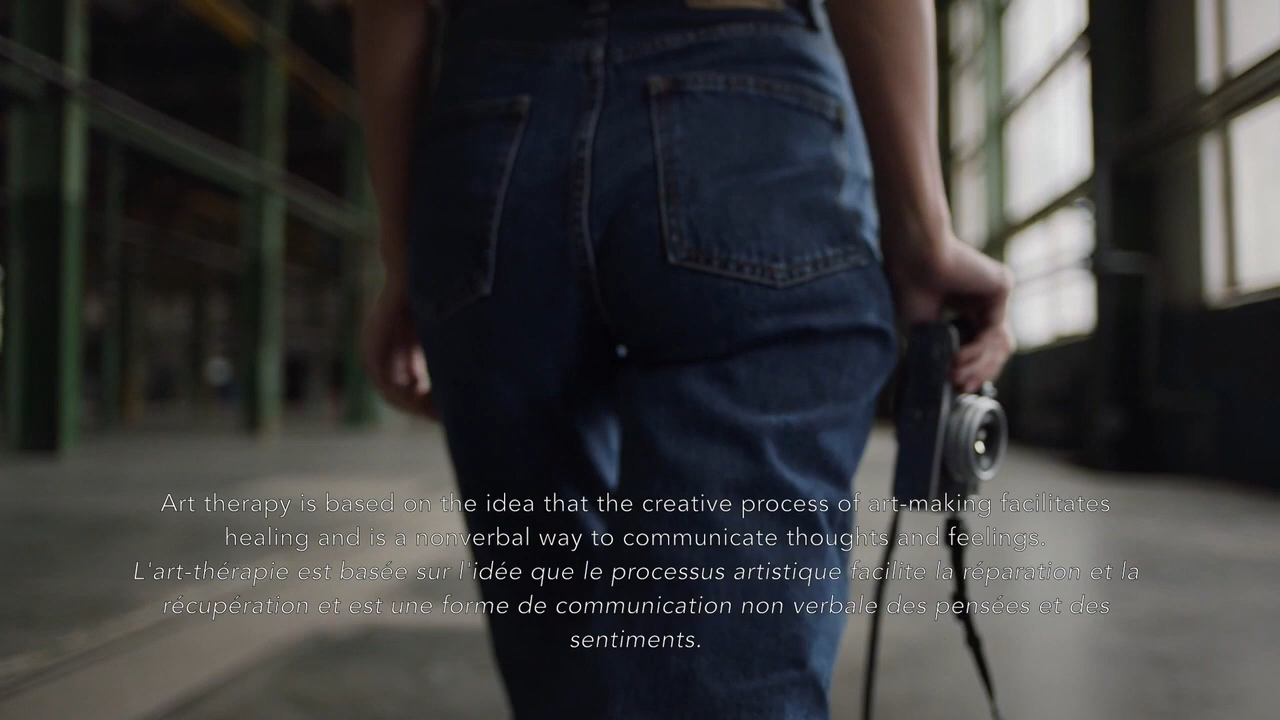 Art therapy is based on the idea that the creative process of art-making facilitates
healing and is a nonverbal way to communicate thoughts and feelings.
L'art-thérapie est basée sur l'idée que le processus artistique facilite la réparation et la
récupération et est une forme de communication non verbale des pensées et des
sentiments.